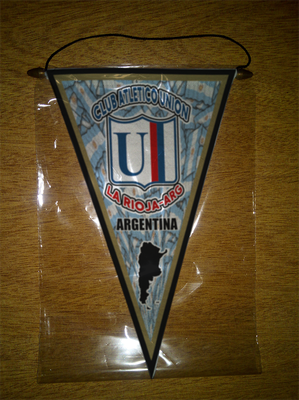 CLUB ATLETICO UNION
U
LA RIOJA-ARG
ARGENTINA